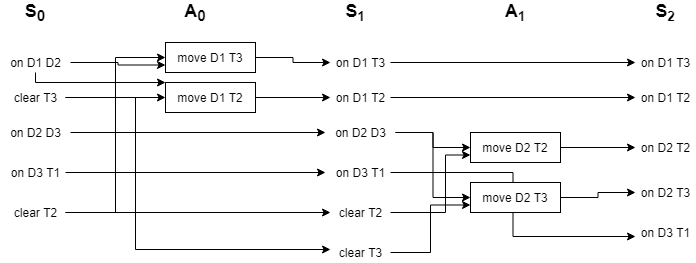 S0 A0 S1 A1 S2
on D1 D2 move D1 T3 on D1 T3 on D1 T3
clear T3 move D1 T2 on D1 T2 on D1 T2
on D2 D3 on D2 D3 move D2 T2 on D2 T2
on D3 T1 on D3 T1 move D2 T3 on D2 T3
clear T2 clear T2 on D3 T1
clear T3